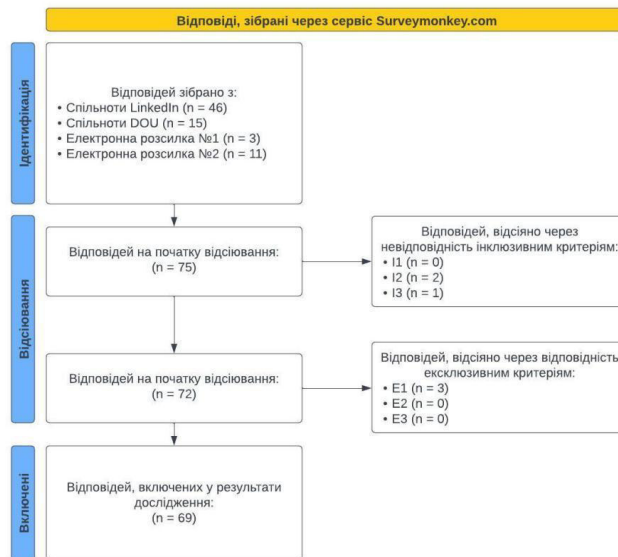 Відповіді, зібрані через сервіс Surveymonkey.com
Ідентифікація
Відповідей зібрано з:
• Спільноти LinkedIn (n = 46)
• Спільноти DOU (n = 15)
• Електронна розсилка №1 (n = 3)
• Електронна розсилка №2 (n = 11)
Відсіювання
Відповідей на початку відсіювання:
(n = 75)
Відповідей, відсіяно через
невідповідність інклюзивним критеріям:
• I1 (n = 0)
• I2 (n = 2)
• I3 (n = 1)
Відповідей на початку відсіювання:
(n = 72)
Відповідей, відсіяно через відповідність
ексклюзивним критеріям:
• E1 (n = 3)
• E2 (n = 0)
• E3 (n = 0)
Включені
Відповідей, включених у результати
дослідження:
(n = 69)